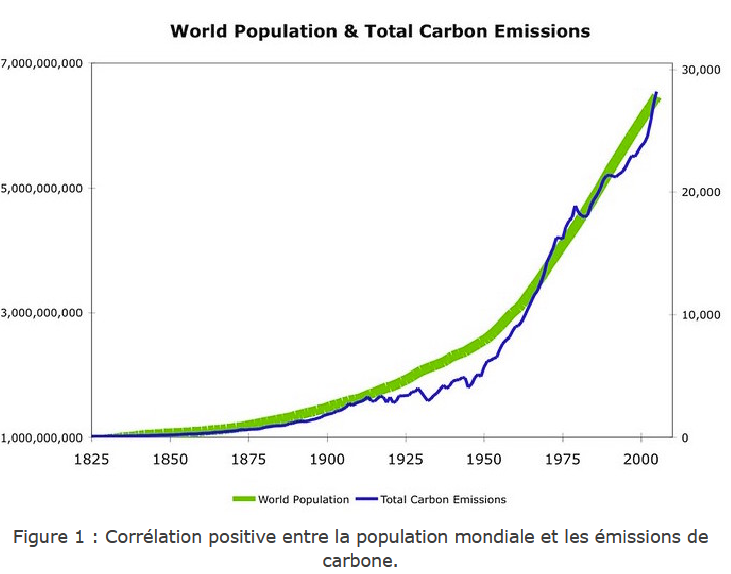 World Population & Total Carbon Emissions
7,000,000,000
30,000
5,000,000,000
20,000
3,000,000,000
10,000
1,000,000,000
0
1825 1850 1875 1900 1925 1950 1975 2000
World Population Total Carbon Emissions
Figure 1 : Corrélation positive entre la population mondiale et les émissions de
carbone.